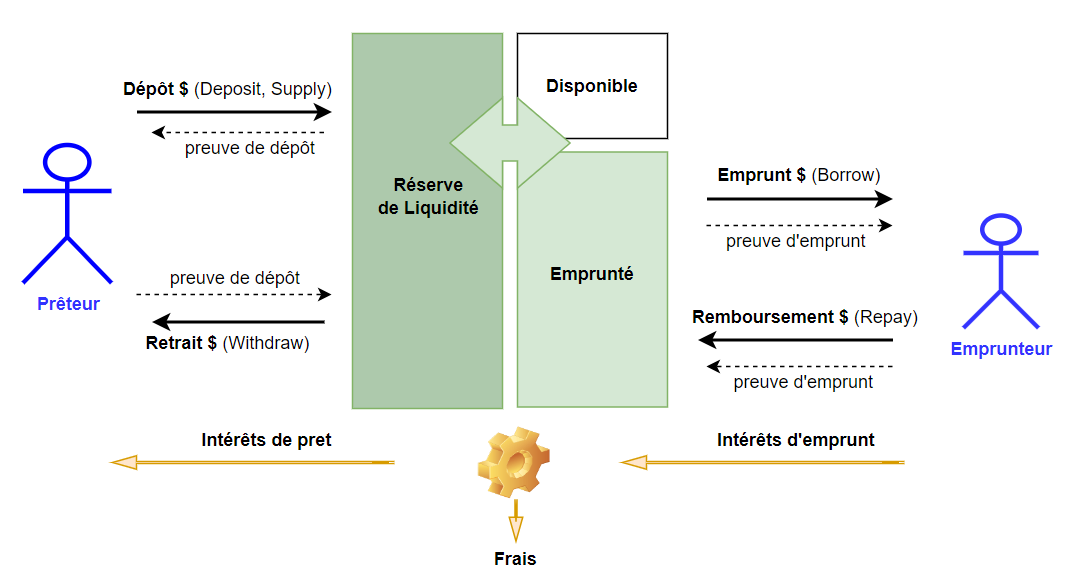 Dépôt $ (Deposit, Supply)
preuve de dépôt
Prêteur
preuve de dépôt
Retrait $ (Withdraw)
Réserve
de Liquidité
Disponible
Emprunté
Emprunt $ (Borrow)
preuve d'emprunt
Remboursement $ (Repay)
preuve d'emprunt
Emprunteur
Intérêts de pret
Intérêts d'emprunt
Frais